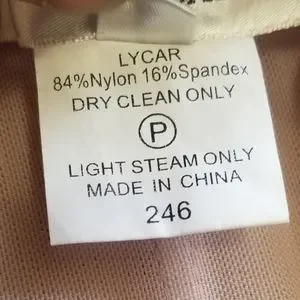 LYCAR
84%Nylon 16%Spandex
DRY CLEAN ONLY
P
LIGHT STEAM ONLY
MADE IN CHINA
246